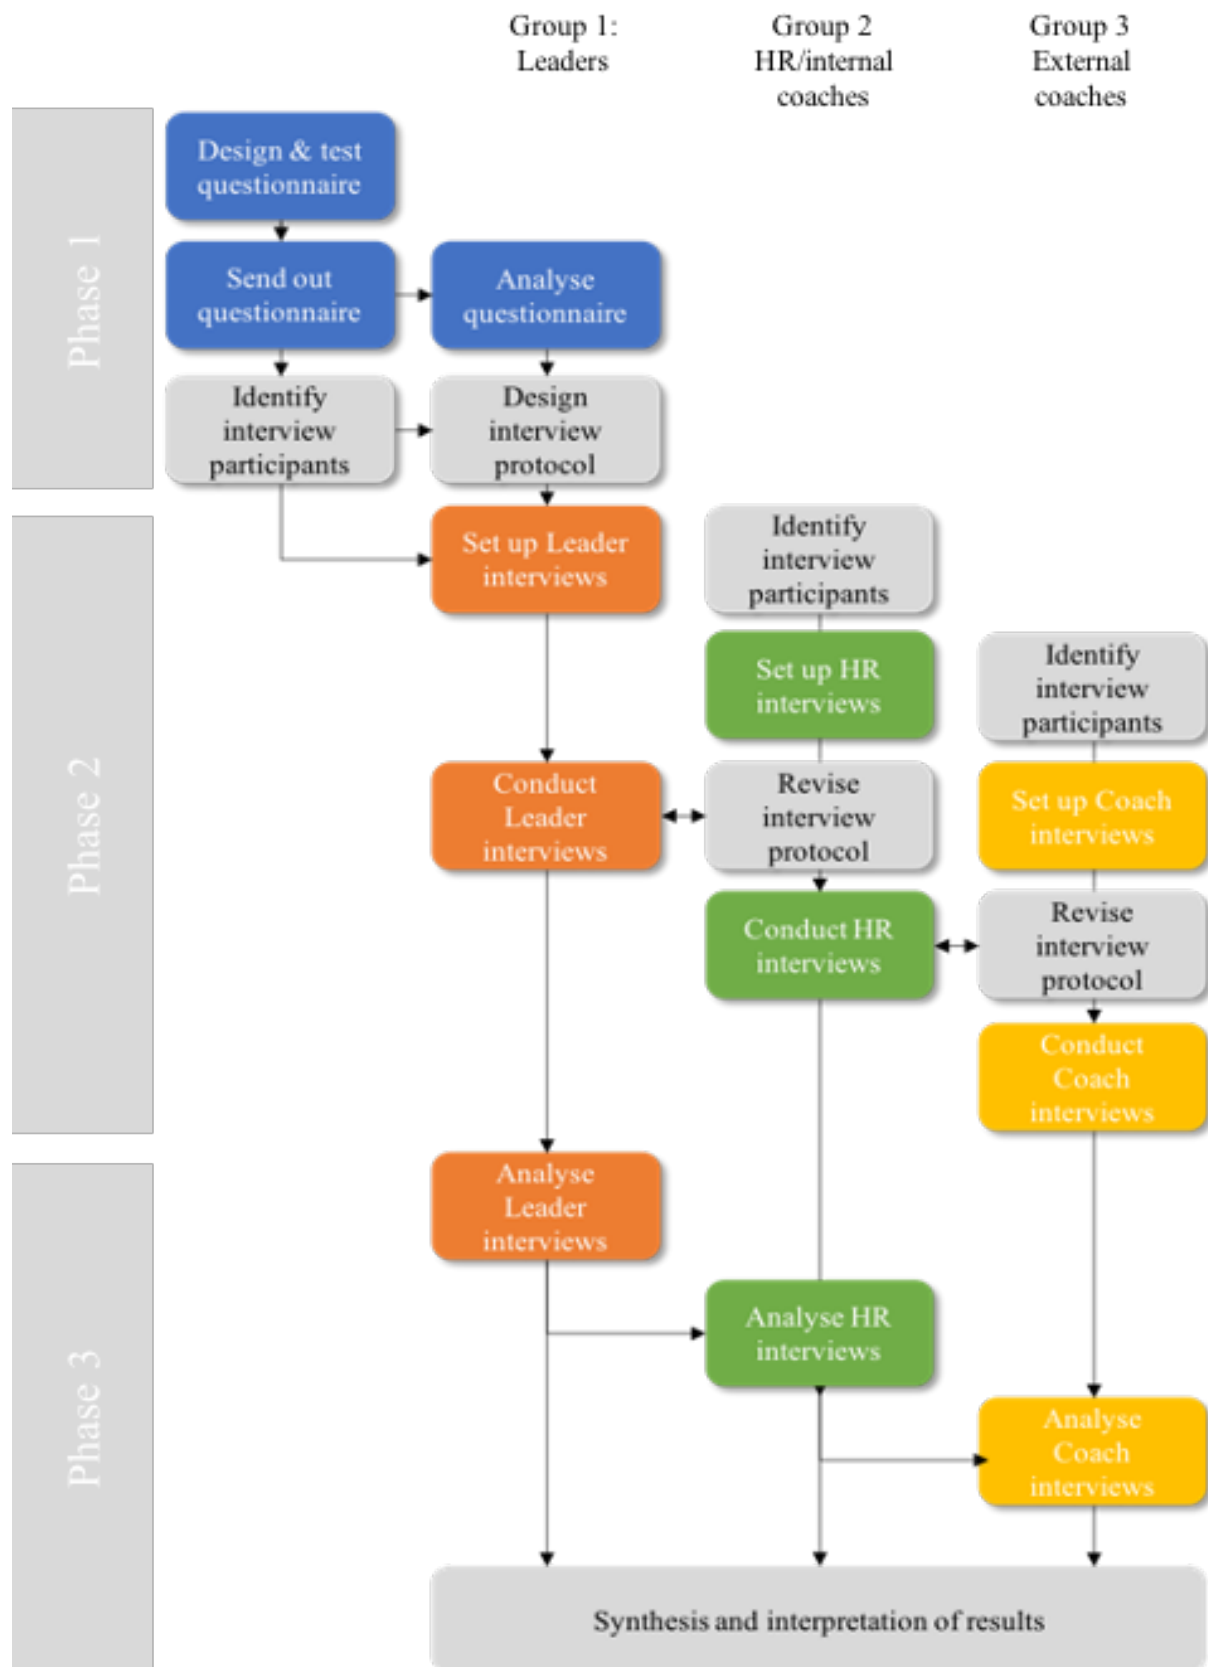 Group 1:
Leaders
Group 2
HR/internal
coaches
Group 3
External
coaches
Phase 1
Design & test
questionnaire
Send out
questionnaire
Analyse
questionnaire
Identify
interview
participants
Design
interview
protocol
Phase 2
Set up Leader
interviews
Identify
interview
participants
Set up HR
interviews
Identify
interview
participants
Conduct
Leader
interviews
Revise
interview
protocol
Set up Coach
interviews
Conduct HR
interviews
Revise
interview
protocol
Conduct
Coach
interviews
Phase 3
Analyse
Leader
interviews
Analyse HR
interviews
Analyse
Coach
interviews
Synthesis and interpretation of results